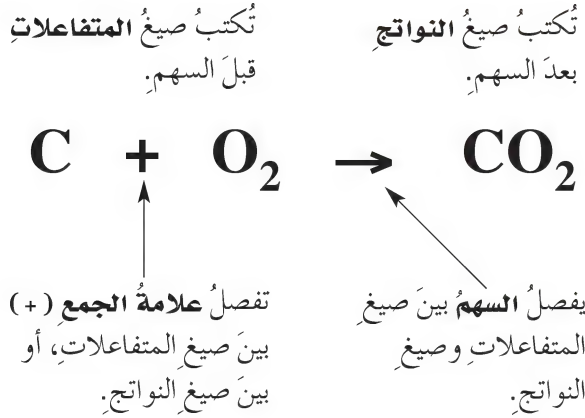 تُكتبُ صيغُ المتفاعلاتِ
قبلَ السهمِ.
تُكتبُ صيغُ النواتجِ
بعدَ السهمِ.
C + O₂ → CO₂
تفصلُ علامةُ الجمعِ (+)
بينَ صيغِ المتفاعلاتِ، أو
بينَ صيغِ النواتجِ.
يفصلُ السهمُ بينَ صيغِ
المتفاعلاتِ وصيغِ
النواتجِ.